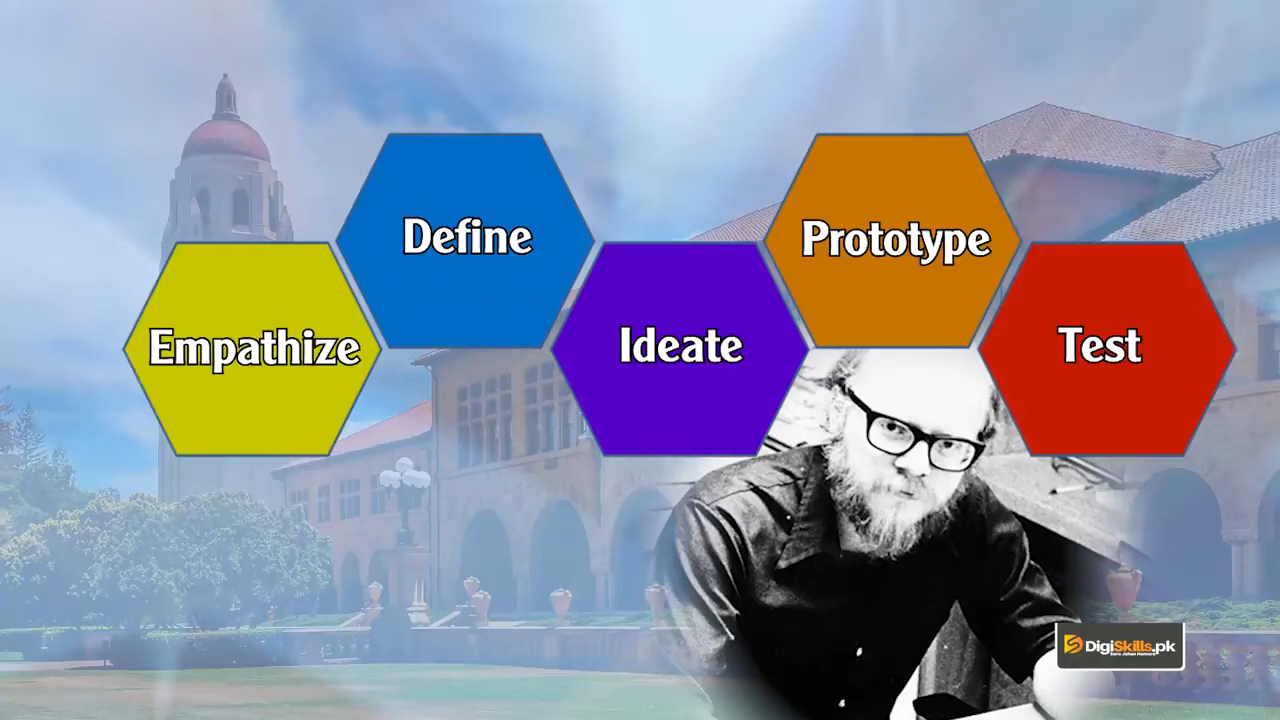 Empathize
Define
Ideate
Prototype
Test
DigiSkills.pk